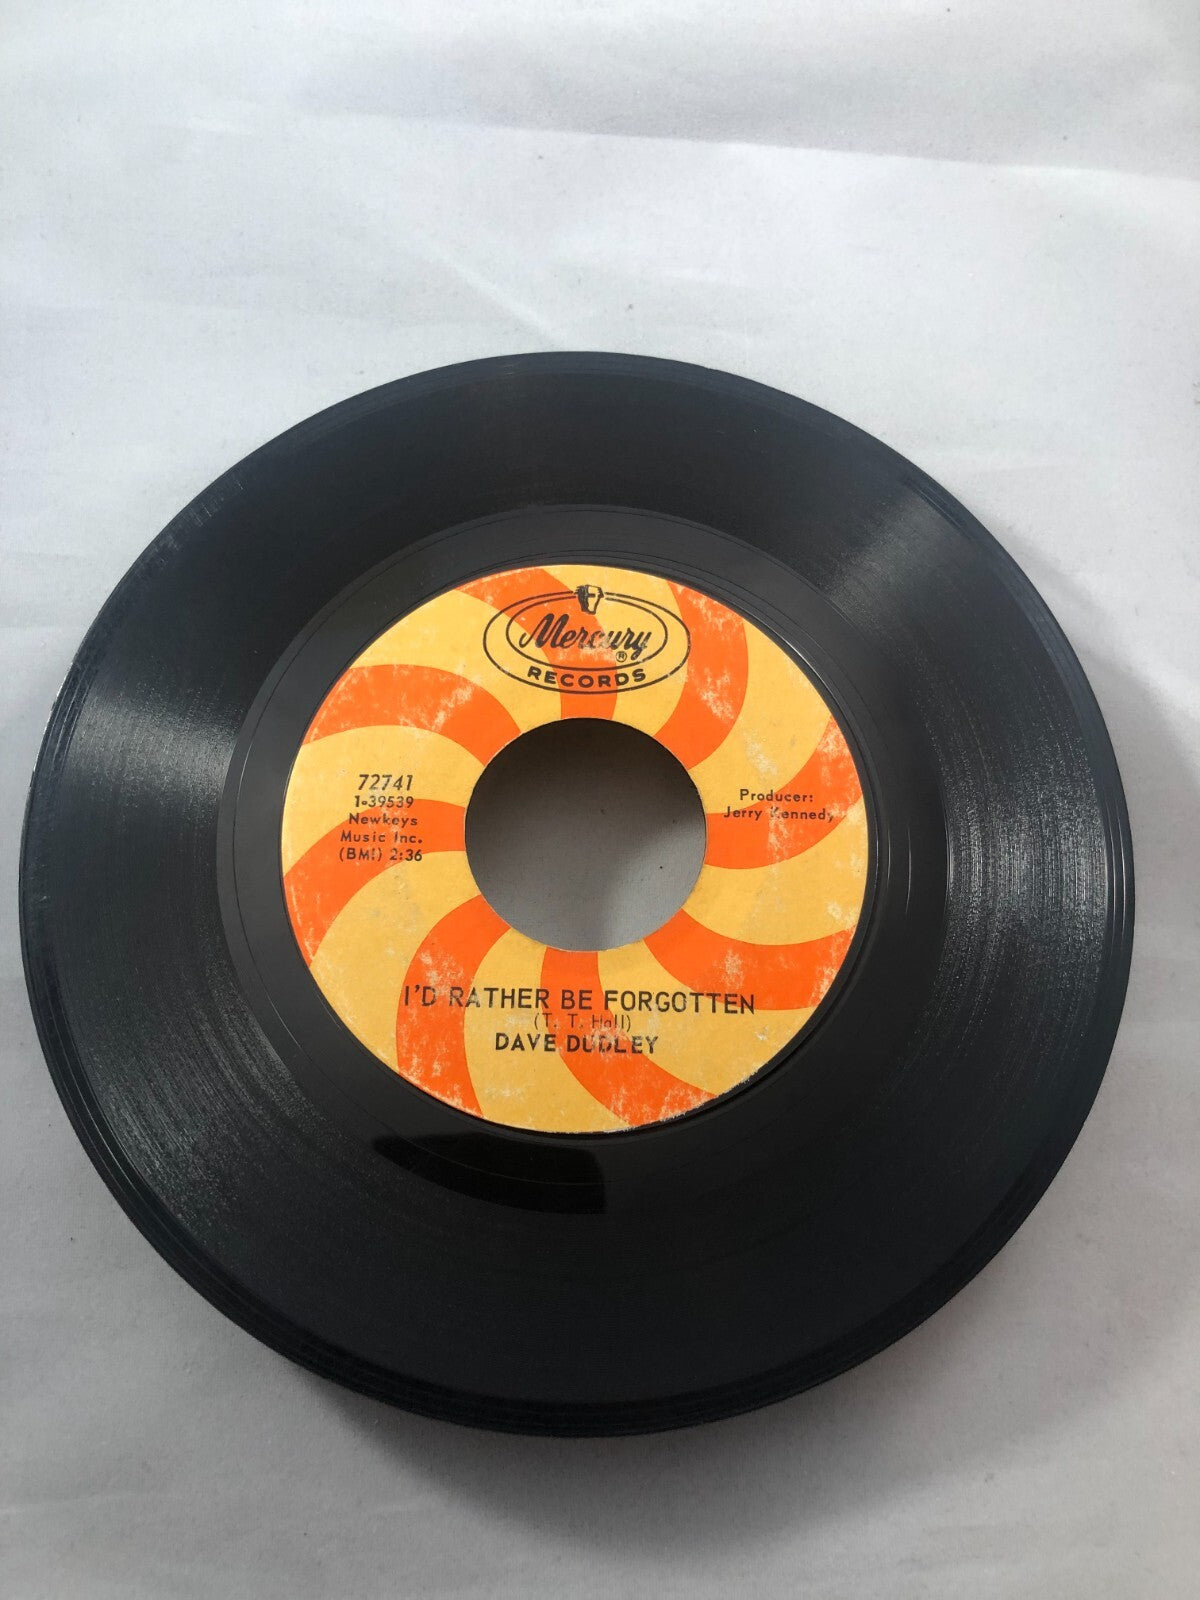 Mercury
®
RECORDS
72741
1-39539
Newkeys
Music Inc.
(BMI) 2:36
Producer:
Jerry Kennedy
I'D RATHER BE FORGOTTEN
(T. T. Hall)
DAVE DUDLEY